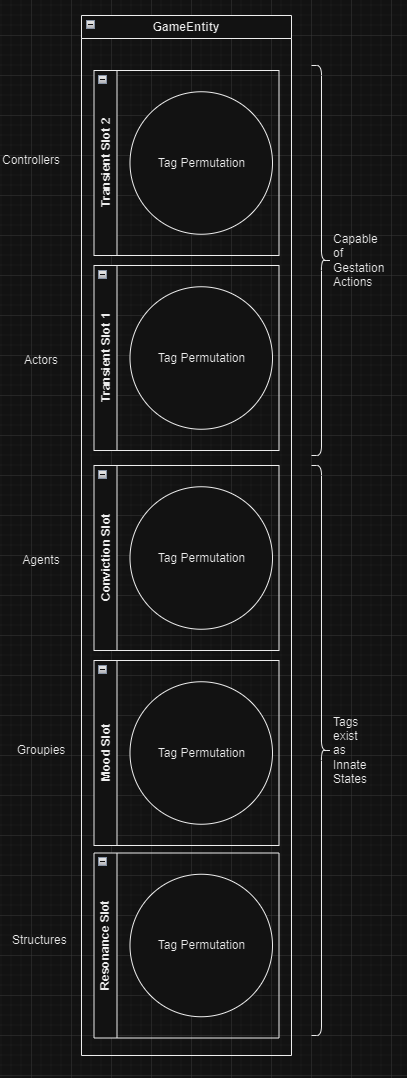 GameEntity
Controllers
Transient Slot 2
Tag Permutation
Capable
of
Gestation
Actions
Actors
Transient Slot 1
Tag Permutation
Agents
Conviction Slot
Tag Permutation
Groupies
Mood Slot
Tag Permutation
Tags
exist
as
Innate
States
Structures
Resonance Slot
Tag Permutation